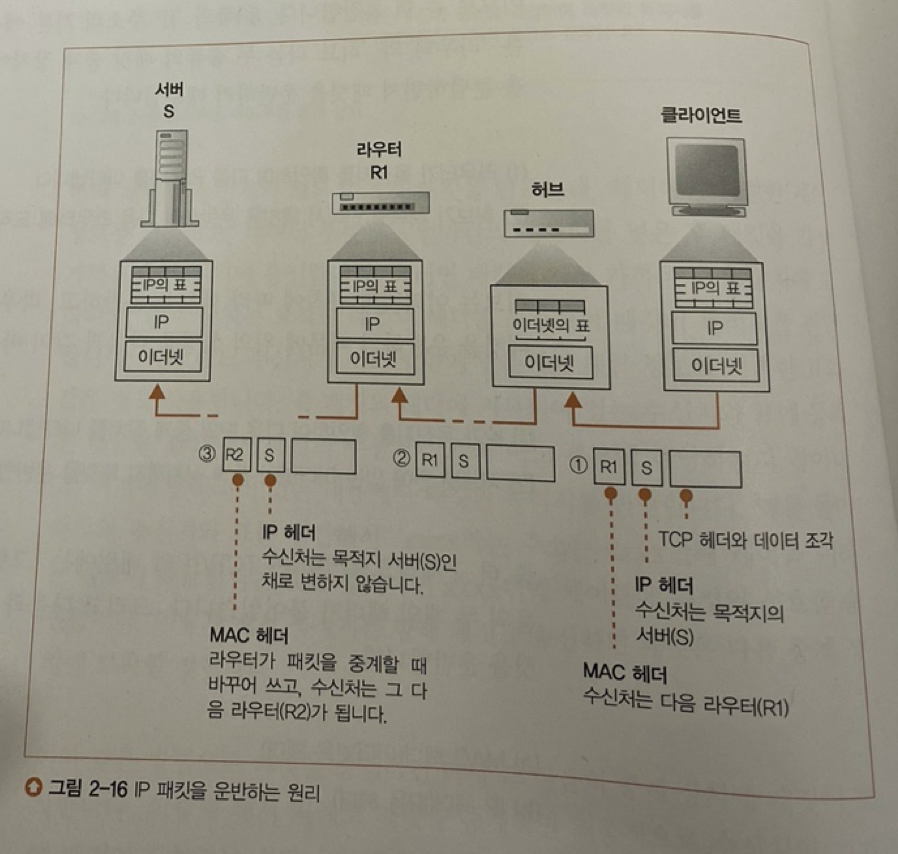 서버
S
라우터
R1
허브
클라이언트
IP의 표
IP
이더넷
IP의 표
IP
이더넷
이더넷의 표
이더넷
IP의 표
IP
이더넷
③ R2 S
② R1 S
① R1 S
IP 헤더
수신처는 목적지 서버(S)인
채로 변하지 않습니다.
MAC 헤더
라우터가 패킷을 중계할 때
바꾸어 쓰고, 수신처는 그 다
음 라우터(R2)가 됩니다.
TCP 헤더와 데이터 조각
IP 헤더
수신처는 목적지의
서버(S)
MAC 헤더
수신처는 다음 라우터(R1)
그림 2-16 IP 패킷을 운반하는 원리